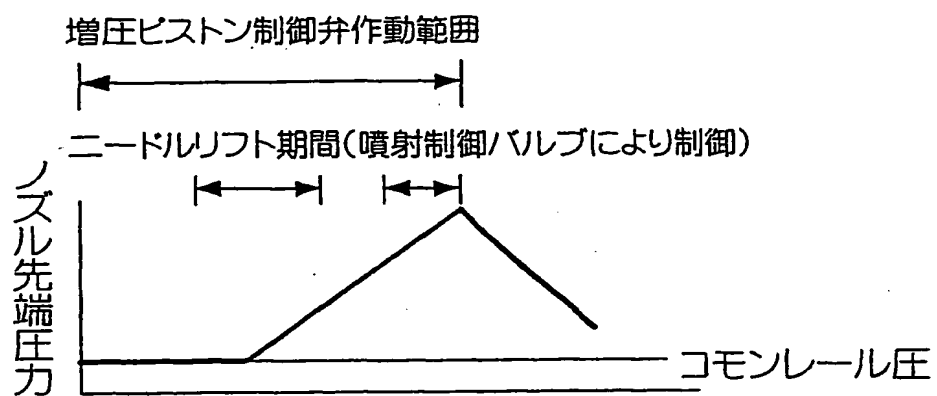 増圧ピストン制御弁作動範囲
ニードルリフト期間(噴射制御バルブにより制御)
ノズル先端圧力
コモンレール圧